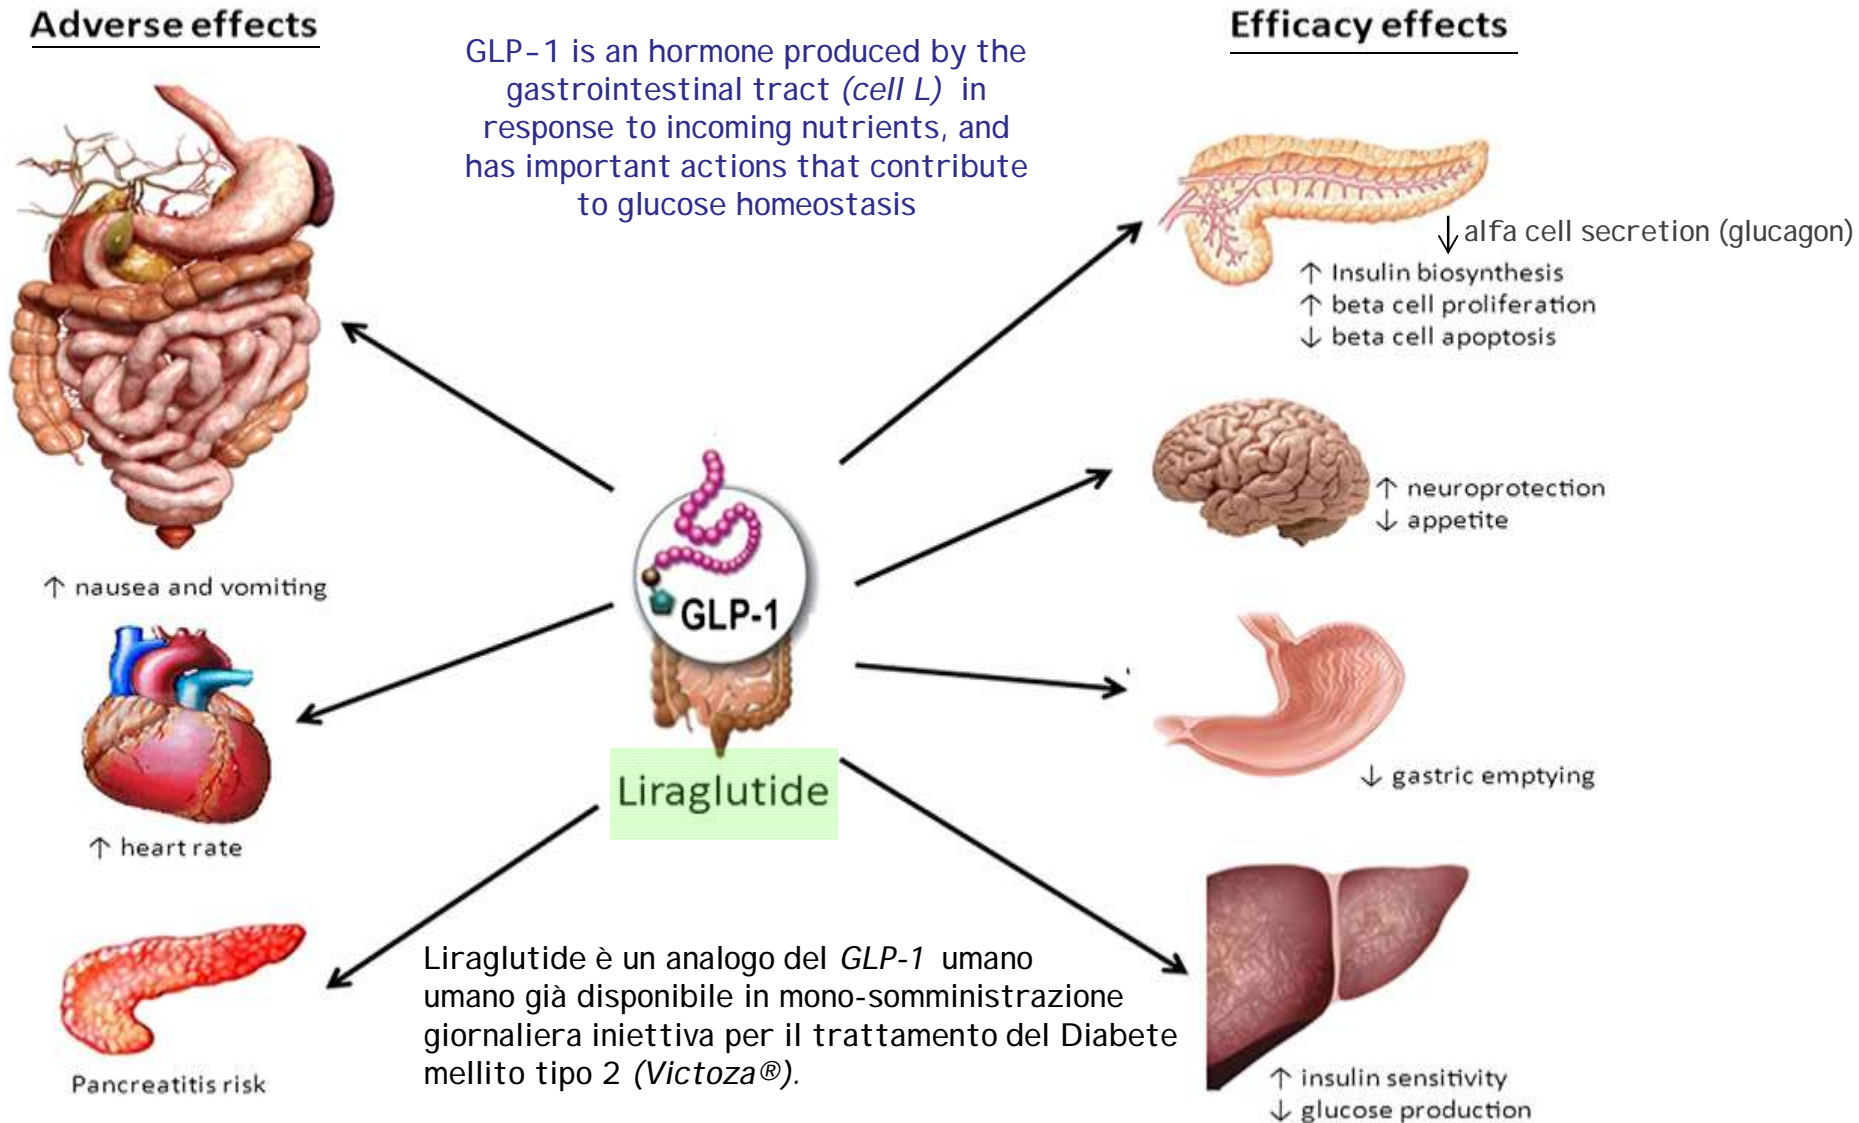 Adverse effects
GLP-1 is an hormone produced by the
gastrointestinal tract (cell L) in
response to incoming nutrients, and
has important actions that contribute
to glucose homeostasis
Efficacy effects
↓ alfa cell secretion (glucagon)
↑ Insulin biosynthesis
↑ beta cell proliferation
↓ beta cell apoptosis
↑ neuroprotection
↓ appetite
↑ nausea and vomiting
GLP-1
Liraglutide
↓ gastric emptying
↑ heart rate
Pancreatitis risk
Liraglutide è un analogo del GLP-1 umano
umano già disponibile in mono-somministrazione
giornaliera iniettiva per il trattamento del Diabete
mellito tipo 2 (Victoza®).
↑ insulin sensitivity
↓ glucose production